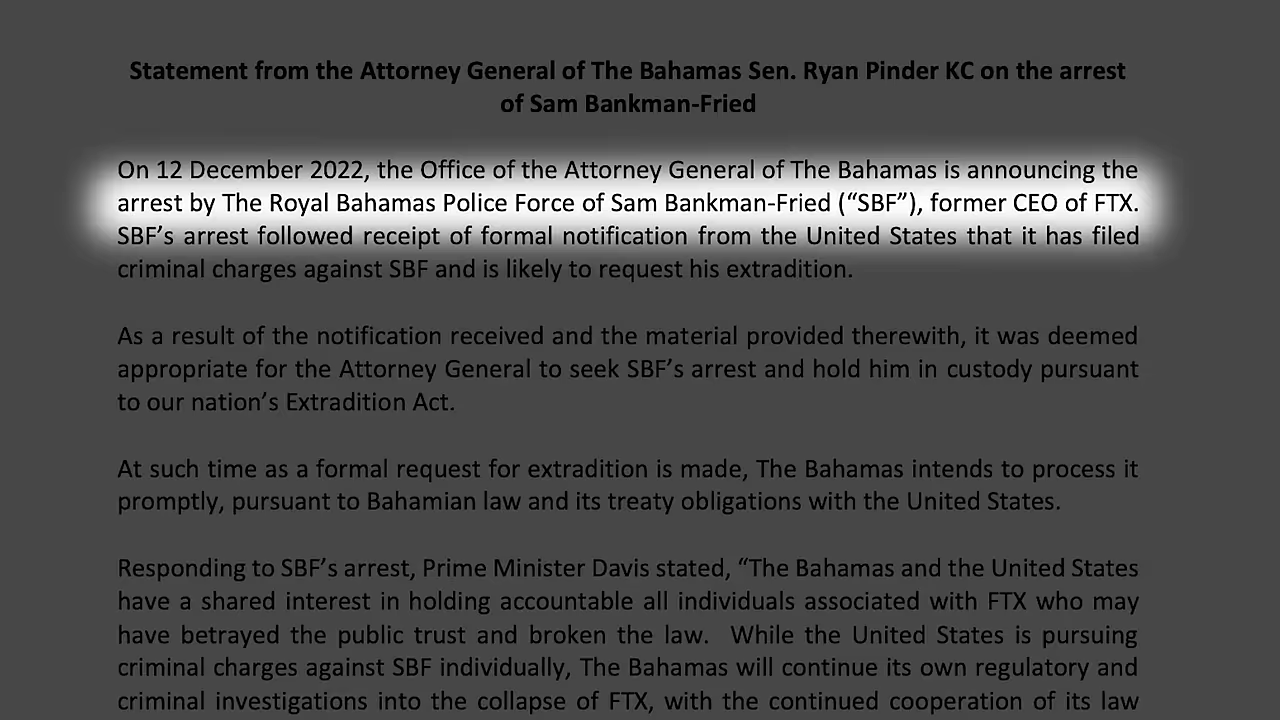 Statement from the Attorney General of The Bahamas Sen. Ryan Pinder KC on the arrest
of Sam Bankman-Fried
On 12 December 2022, the Office of the Attorney General of The Bahamas is announcing the
arrest by The Royal Bahamas Police Force of Sam Bankman-Fried (“SBF”), former CEO of FTX.
SBF’s arrest followed receipt of formal notification from the United States that it has filed
criminal charges against SBF and is likely to request his extradition.
As a result of the notification received and the material provided therewith, it was deemed
appropriate for the Attorney General to seek SBF’s arrest and hold him in custody pursuant
to our nation’s Extradition Act.
At such time as a formal request for extradition is made, The Bahamas intends to process it
promptly, pursuant to Bahamian law and its treaty obligations with the United States.
Responding to SBF’s arrest, Prime Minister Davis stated, “The Bahamas and the United States
have a shared interest in holding accountable all individuals associated with FTX who may
have betrayed the public trust and broken the law.  While the United States is pursuing
criminal charges against SBF individually, The Bahamas will continue its own regulatory and
criminal investigations into the collapse of FTX, with the continued cooperation of its law